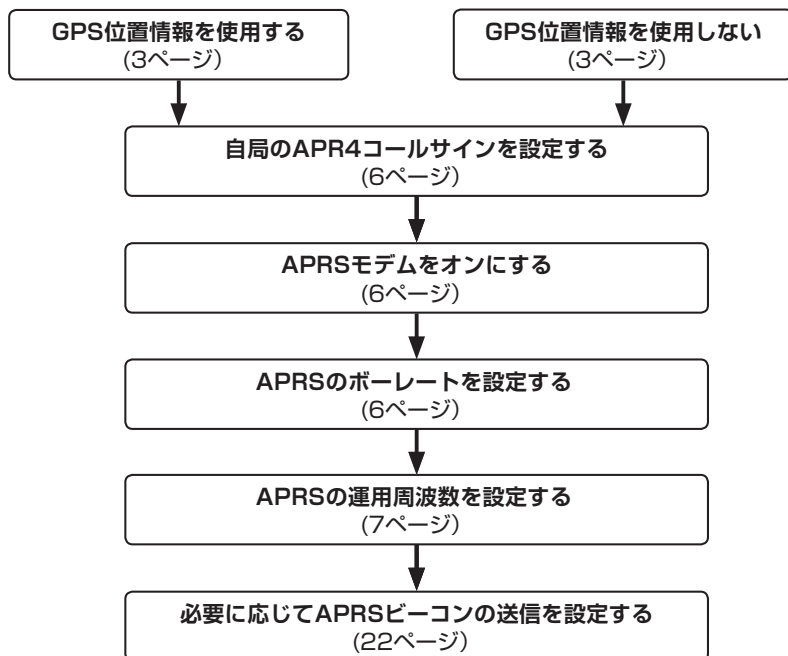 GPS位置情報を使用する
(3ページ)
GPS位置情報を使用しない
(3ページ)
自局のAPR4コールサインを設定する
(6ページ)
APRSモデムをオンにする
(6ページ)
APRSのボーレートを設定する
(6ページ)
APRSの運用周波数を設定する
(7ページ)
必要に応じてAPRSビーコンの送信を設定する
(22ページ)